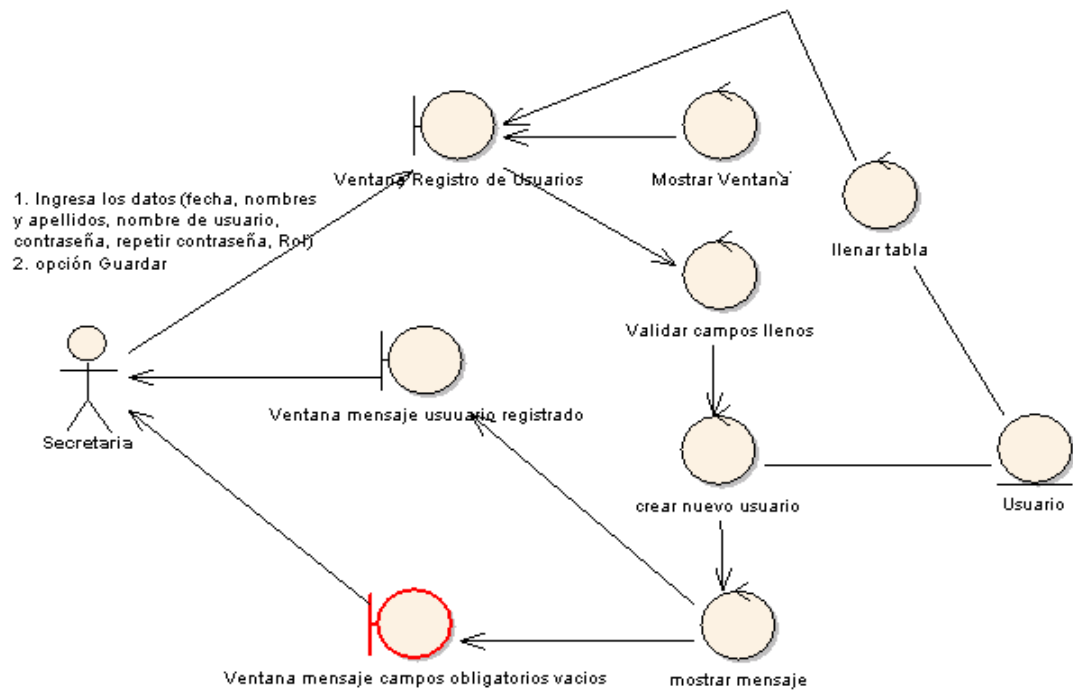 Ventana Registro de Usuarios
Mostrar Ventana
1. Ingresa los datos (fecha, nombres
y apellidos, nombre de usuario,
contraseña, repetir contraseña, Rol)
2. opción Guardar
llenar tabla
Validar campos llenos
Ventana mensaje usuuario registrado
Secretaria
crear nuevo usuario
Usuario
Ventana mensaje campos obligatorios vacios
mostrar mensaje